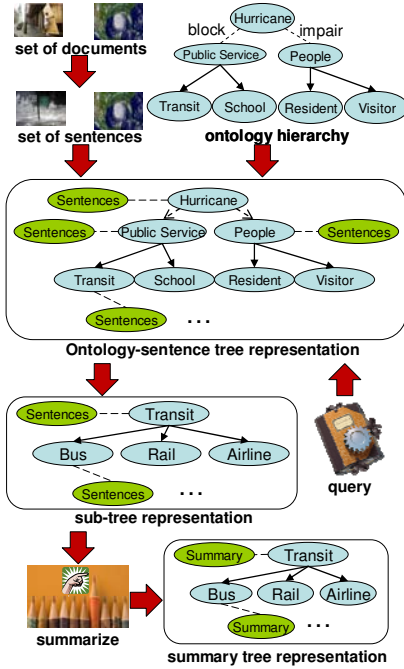 Hurricane
block
impair
Public Service
People
set of documents
Transit
School
Resident
Visitor
set of sentences
ontology hierarchy
Sentences
Hurricane
Sentences
Public Service
People
Sentences
Transit
School
Resident
Visitor
Sentences
...
Ontology-sentence tree representation
Sentences
Transit
Bus
Rail
Airline
Sentences
...
query
sub-tree representation
Summary
Transit
Bus
Rail
Airline
Summary
...
summarize
summary tree representation